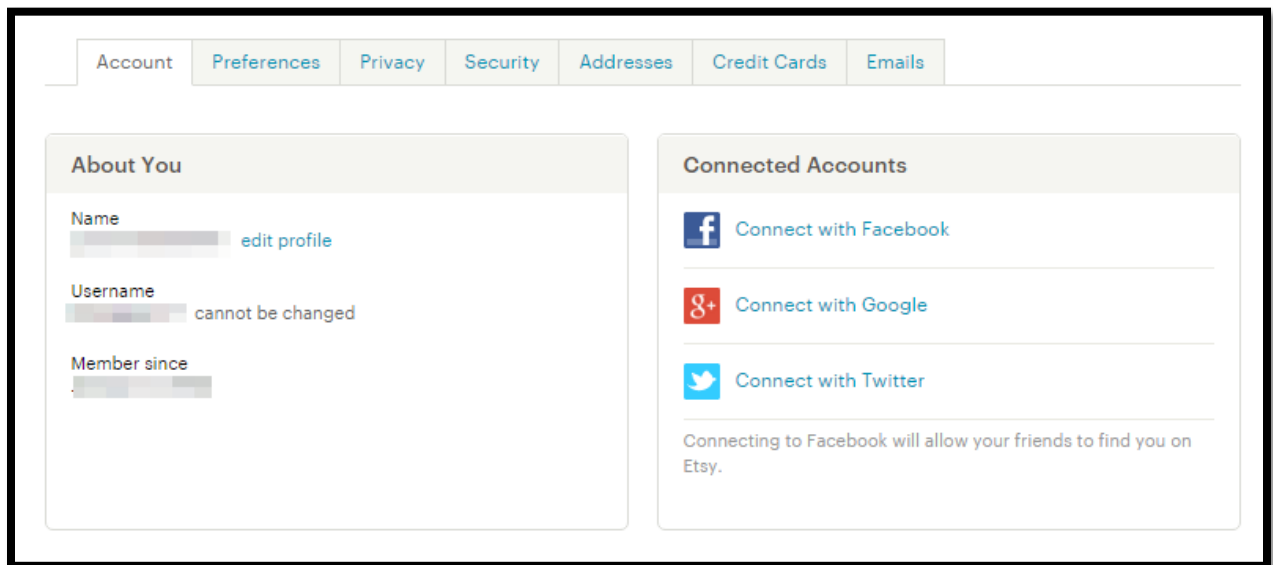 Account Preferences Privacy Security Addresses Credit Cards Emails
About You
Name
edit profile
Username
cannot be changed
Member since
Connected Accounts
f Connect with Facebook
g+ Connect with Google
Connect with Twitter
Connecting to Facebook will allow your friends to find you on
Etsy.